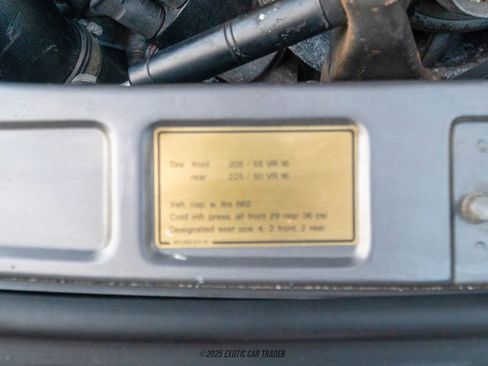 Tire front 205 / 55 VR 16
rear 225 / 50 VR 16
Veh. cap. w. lbs 662
Cold infl. press. all front 29 rear 36 psi
Designated seat pos. 4, 2 front, 2 rear
©2025 EXOTIC CAR TRADER